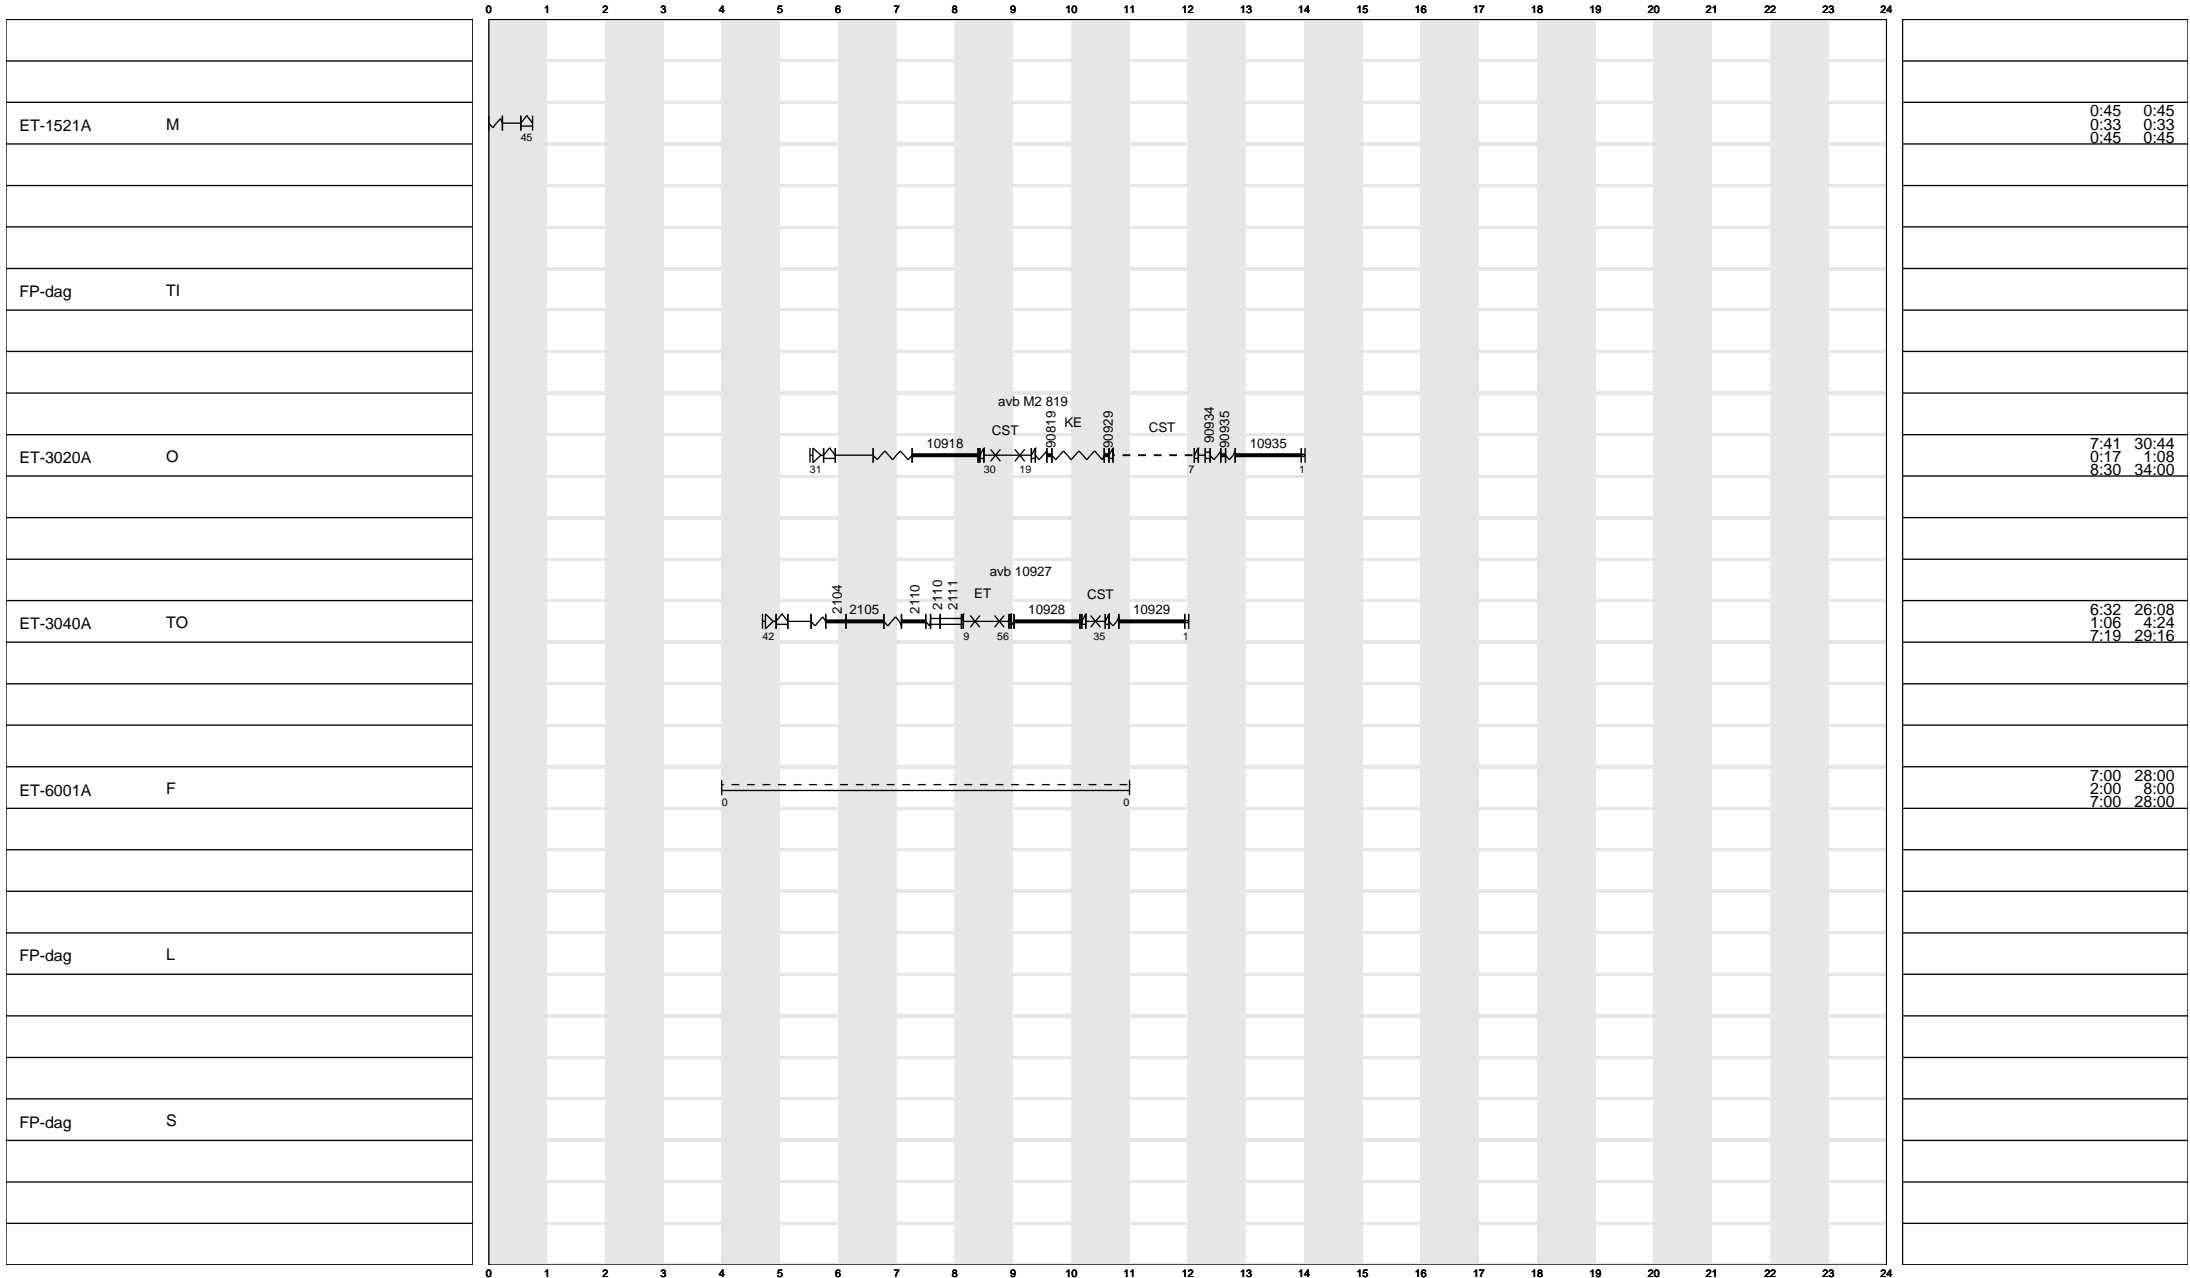 0 1 2 3 4 5 6 7 8 9 10 11 12 13 14 15 16 17 18 19 20 21 22 23 24
ET-1521A M 45 0:45 0:45
0:33 0:33
0:45 0:45
FP-dag TI
avb M2 819
CST 90819 KE 90929 CST 90934 90935
ET-3020A O 10918 10935 7:41 30:44
0:17 1:08
31 30 19 7 1 8:30 34:00
avb 10927
2104 2110 2110 2111 ET CST
ET-3040A TO 2105 10928 10929 6:32 26:08
1:06 4:24
42 9 56 35 1 7:19 29:16
ET-6001A F 7:00 28:00
2:00 8:00
0 0 7:00 28:00
FP-dag L
FP-dag S
0 1 2 3 4 5 6 7 8 9 10 11 12 13 14 15 16 17 18 19 20 21 22 23 24